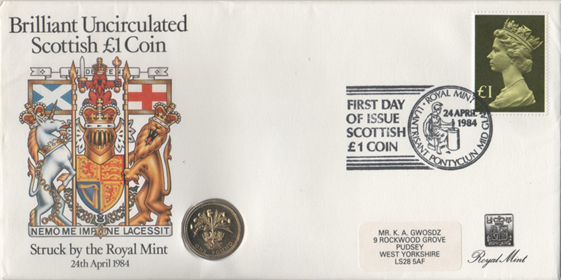 Brilliant Uncirculated
Scottish £1 Coin
NEMO ME IMPUNE LACESSIT
Struck by the Royal Mint
24th April 1984
FIRST DAY
OF ISSUE
SCOTTISH
£1 COIN
ROYAL MINT
24 APRIL
1984
LLANTRISANT PONTYCLUN MID GLAM
£1
MR. K. A. GWOSDZ
9 ROCKWOOD GROVE
PUDSEY
WEST YORKSHIRE
LS28 5AF
Royal Mint